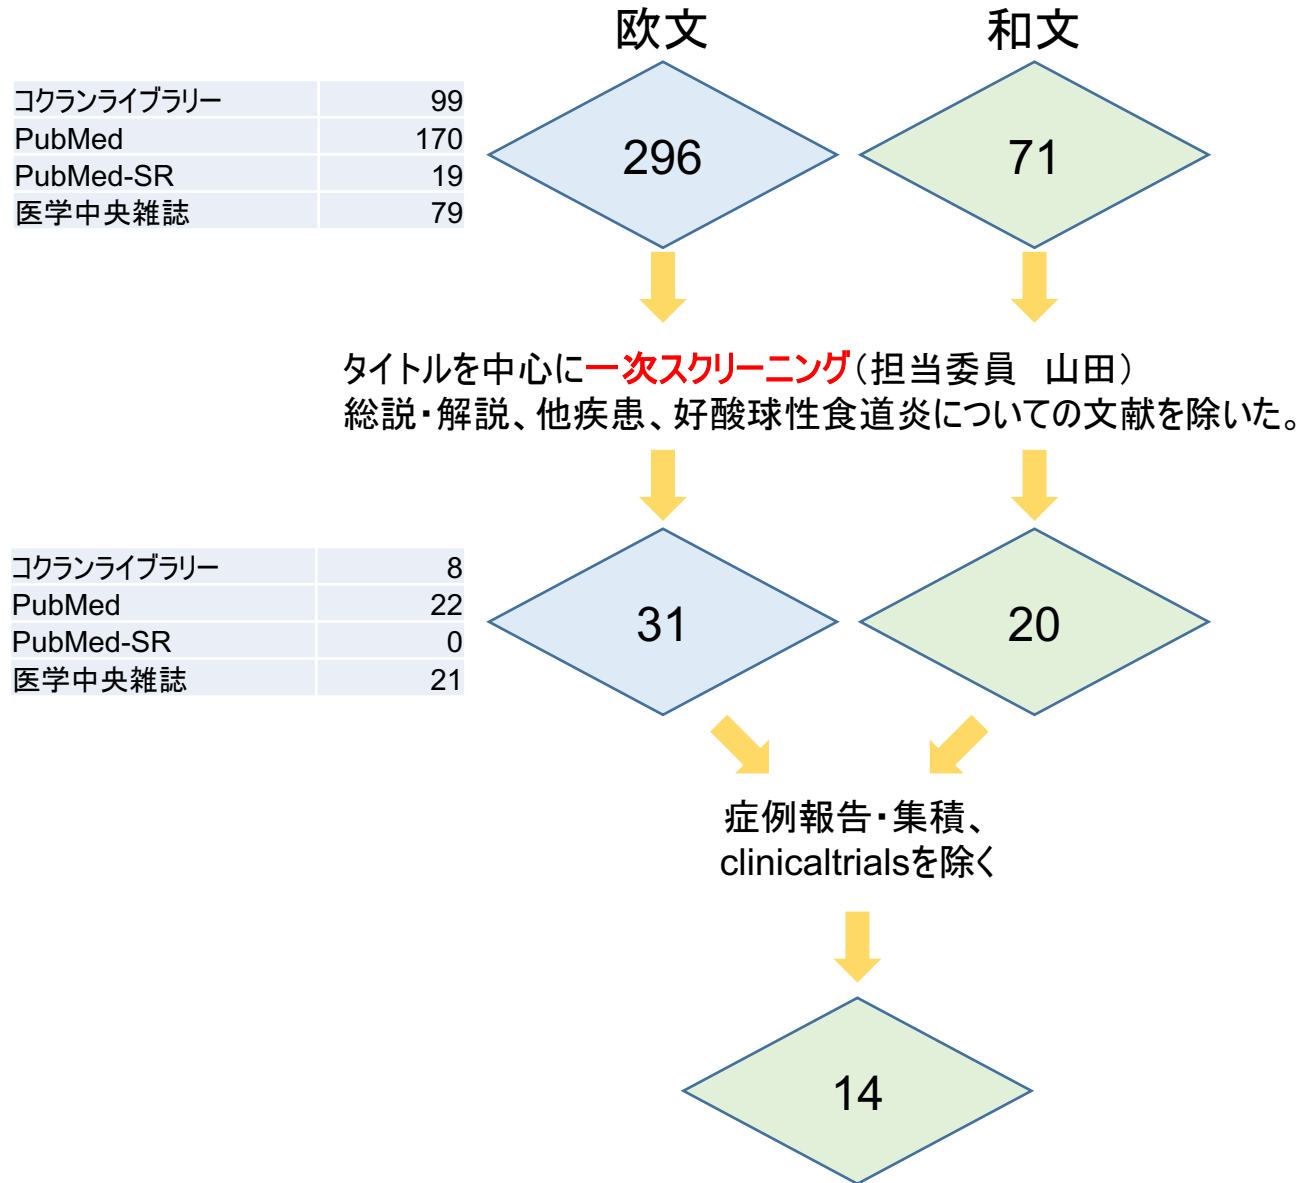 欧文 和文
コクランライブラリー 99
PubMed 170
PubMed-SR 19
医学中央雑誌 79
296 71
タイトルを中心に一次スクリーニング(担当委員 山田)
総説・解説、他疾患、好酸球性食道炎についての文献を除いた。
コクランライブラリー 8
PubMed 22
PubMed-SR 0
医学中央雑誌 21
31 20
症例報告・集積、
clinicaltrialsを除く
14